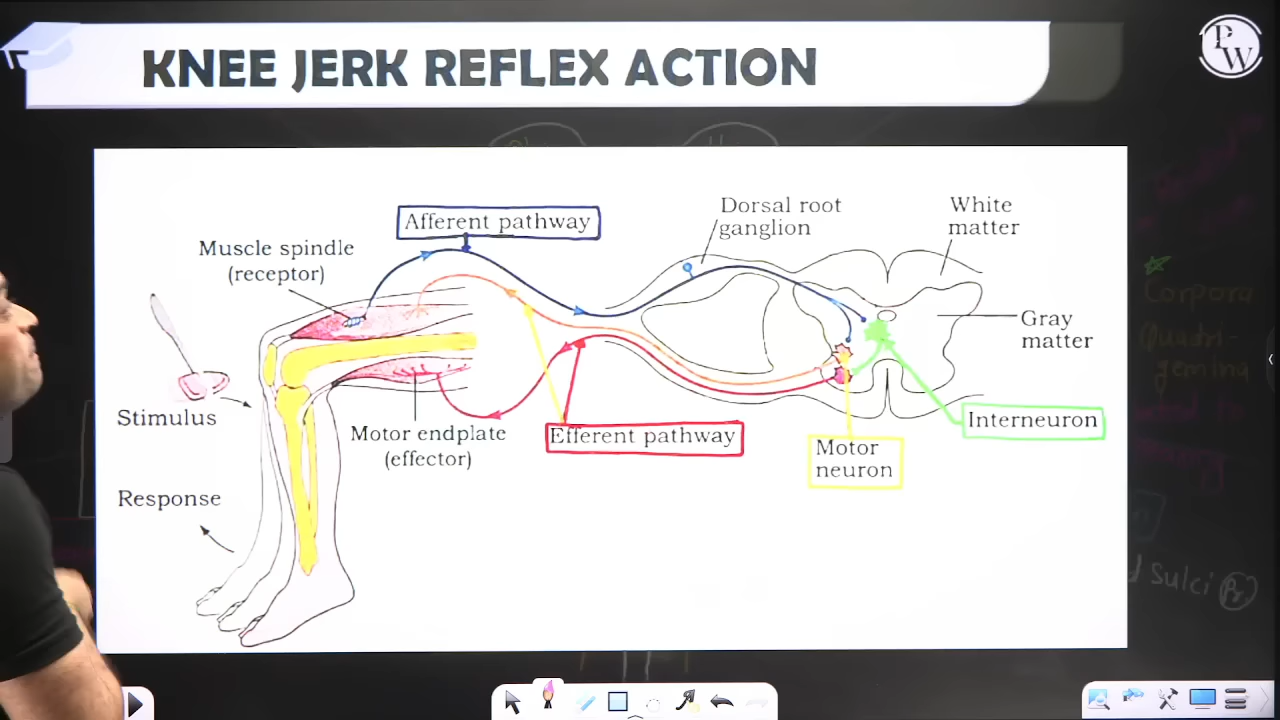 KNEE JERK REFLEX ACTION
PW
Afferent pathway
Dorsal root
ganglion
White
matter
Muscle spindle
(receptor)
Gray
matter
Stimulus
Interneuron
Motor endplate
(effector)
Efferent pathway
Motor
neuron
Response
Corpora
Quadri-
gemina
Sulci